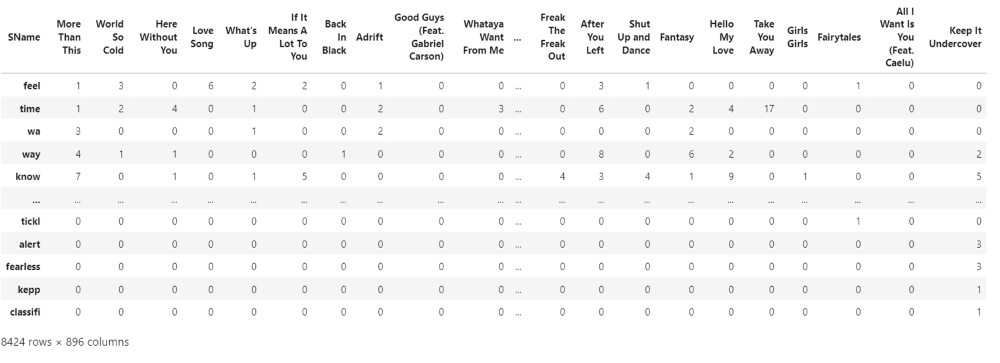 SName More Than This World So Cold Here Without You Love Song What's Up If It Means A Lot To You Back In Black Adrift Good Guys (Feat. Gabriel Carson) Whataya Want From Me ... Freak The Freak Out After You Left Shut Up and Dance Fantasy Hello My Love Take You Away Girls Girls Fairytales All I Want Is You (Feat. Caelu) Keep It Undercover
feel 1 3 0 6 2 2 0 1 0 0 ... 0 3 1 0 0 0 0 1 0 0
time 1 2 4 0 1 0 0 2 0 3 ... 0 6 0 2 4 17 0 0 0 0
wa 3 0 0 0 1 0 0 2 0 0 ... 0 0 0 2 0 0 0 0 0 0
way 4 1 1 0 0 0 1 0 0 0 ... 0 8 0 6 2 0 0 0 0 2
know 7 0 1 0 1 5 0 0 0 0 ... 4 3 4 1 9 0 1 0 0 5
... ... ... ... ... ... ... ... ... ... ... ... ... ... ... ... ... ... ... ... ... ...
tickl 0 0 0 0 0 0 0 0 0 0 ... 0 0 0 0 0 0 0 1 0 0
alert 0 0 0 0 0 0 0 0 0 0 ... 0 0 0 0 0 0 0 0 0 3
fearless 0 0 0 0 0 0 0 0 0 0 ... 0 0 0 0 0 0 0 0 0 3
kepp 0 0 0 0 0 0 0 0 0 0 ... 0 0 0 0 0 0 0 0 0 1
classifi 0 0 0 0 0 0 0 0 0 0 ... 0 0 0 0 0 0 0 0 0 1
8424 rows × 896 columns